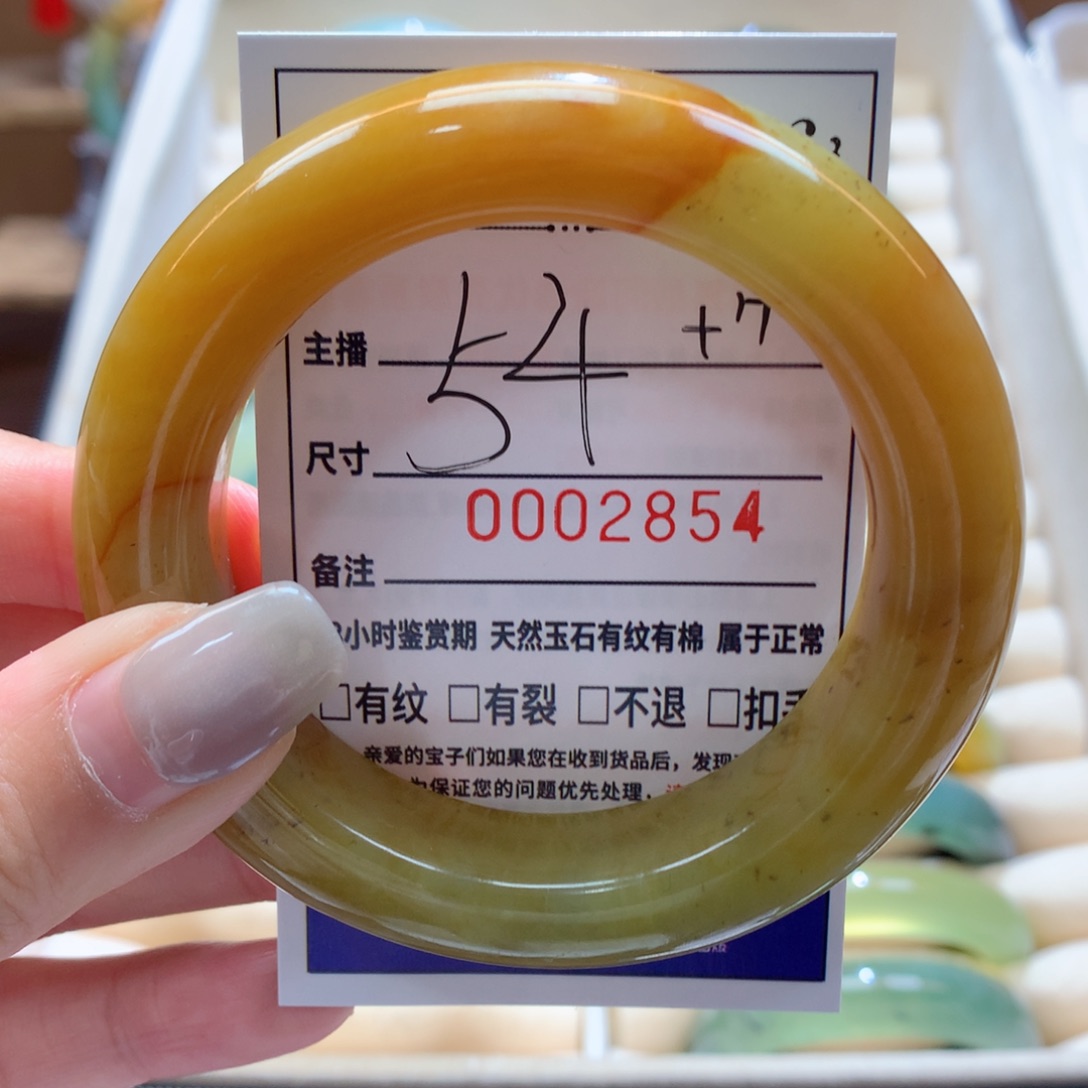 54 +7
主播
尺寸
0002854
备注
小时鉴赏期 天然玉石有纹有棉 属于正常
□有纹 □有裂 □不退 □扣
亲爱的宝子们如果您在收到货品后，发现
保证您的问题优先处理，